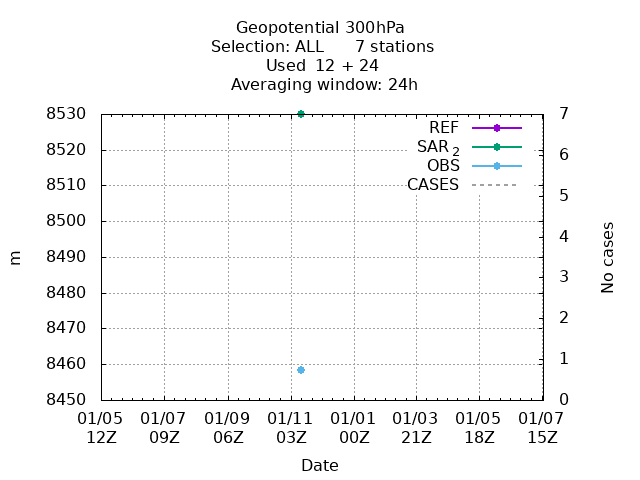 Geopotential 300hPa
Selection: ALL 7 stations
Used 12 + 24
Averaging window: 24h
8530
8520
8510
8500
8490
8480
8470
8460
8450
m
7
6
5
4
3
2
1
0
No cases
REF
SAR 2
OBS
CASES
01/05 01/07 01/09 01/11 01/01 01/03 01/05 01/07
12Z 09Z 06Z 03Z 00Z 21Z 18Z 15Z
Date